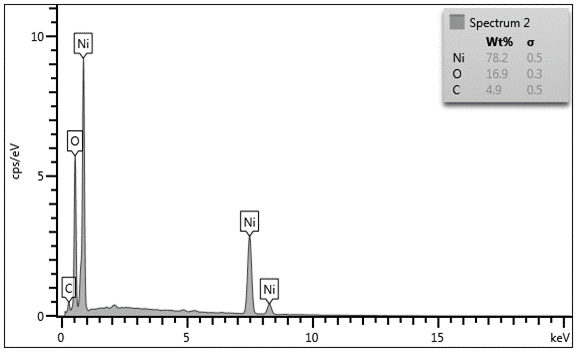 Spectrum 2
Wt% σ
Ni 78.2 0.5
O 16.9 0.3
C 4.9 0.5
10
5
0
cps/eV
Ni
O
C
Ni
Ni
0 5 10 15 keV